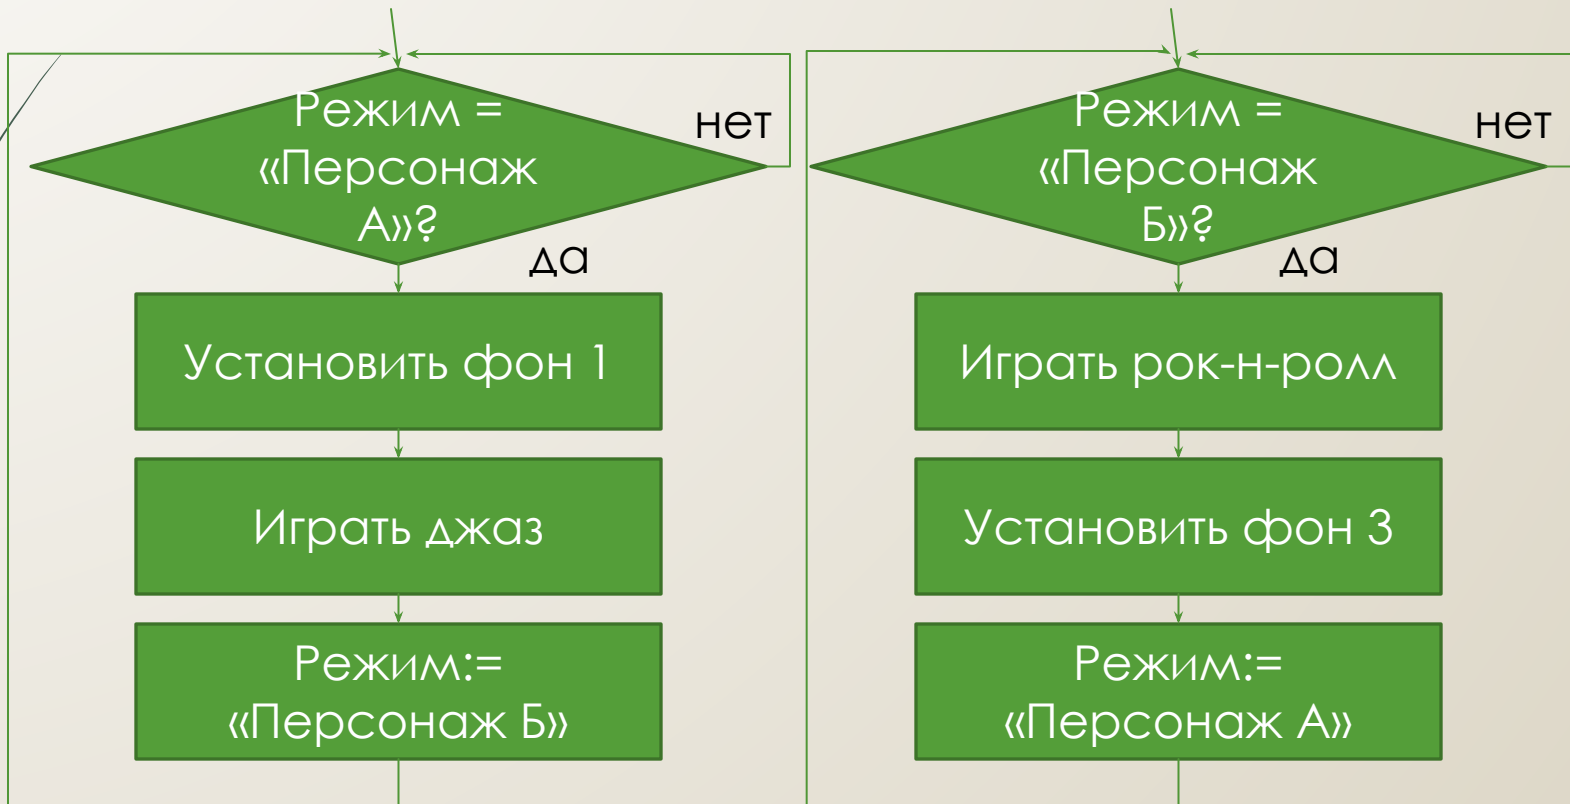 Режим =
«Персонаж
А»?
нет
да
Установить фон 1
Играть джаз
Режим:=
«Персонаж Б»
Режим =
«Персонаж
Б»?
нет
да
Играть рок-н-ролл
Установить фон 3
Режим:=
«Персонаж А»